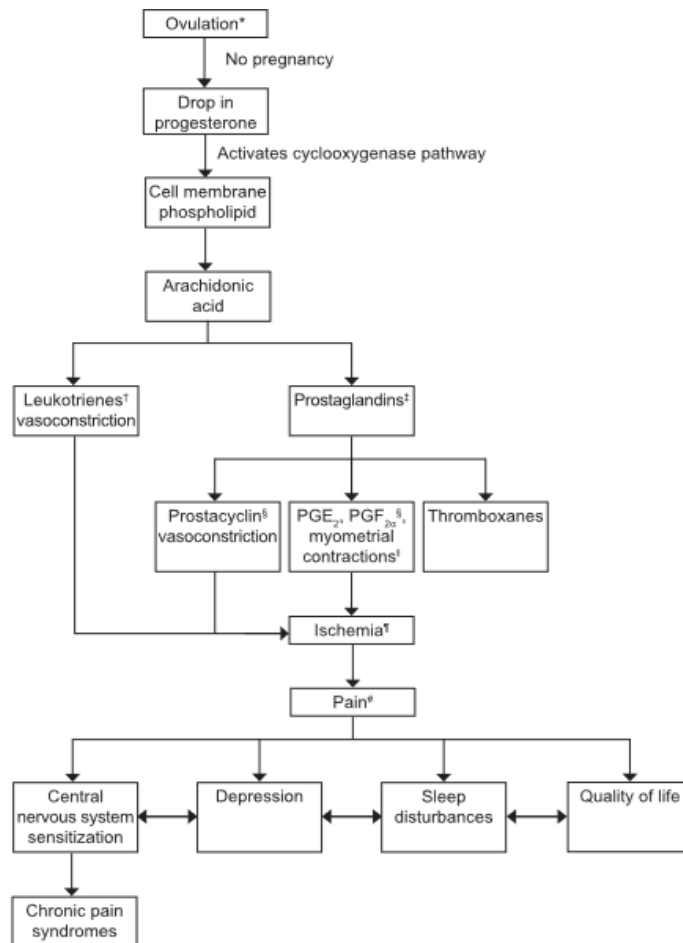 Ovulation*
No pregnancy
Drop in
progesterone
Activates cyclooxygenase pathway
Cell membrane
phospholipid
Arachidonic
acid
Leukotrienes†
vasoconstriction
Prostaglandins‡
Prostacyclin§
vasoconstriction
PGE₂, PGF₂α§,
myometrial
contractions‖
Thromboxanes
Ischemia¶
Pain#
Central
nervous system
sensitization
Depression
Sleep
disturbances
Quality of life
Chronic pain
syndromes